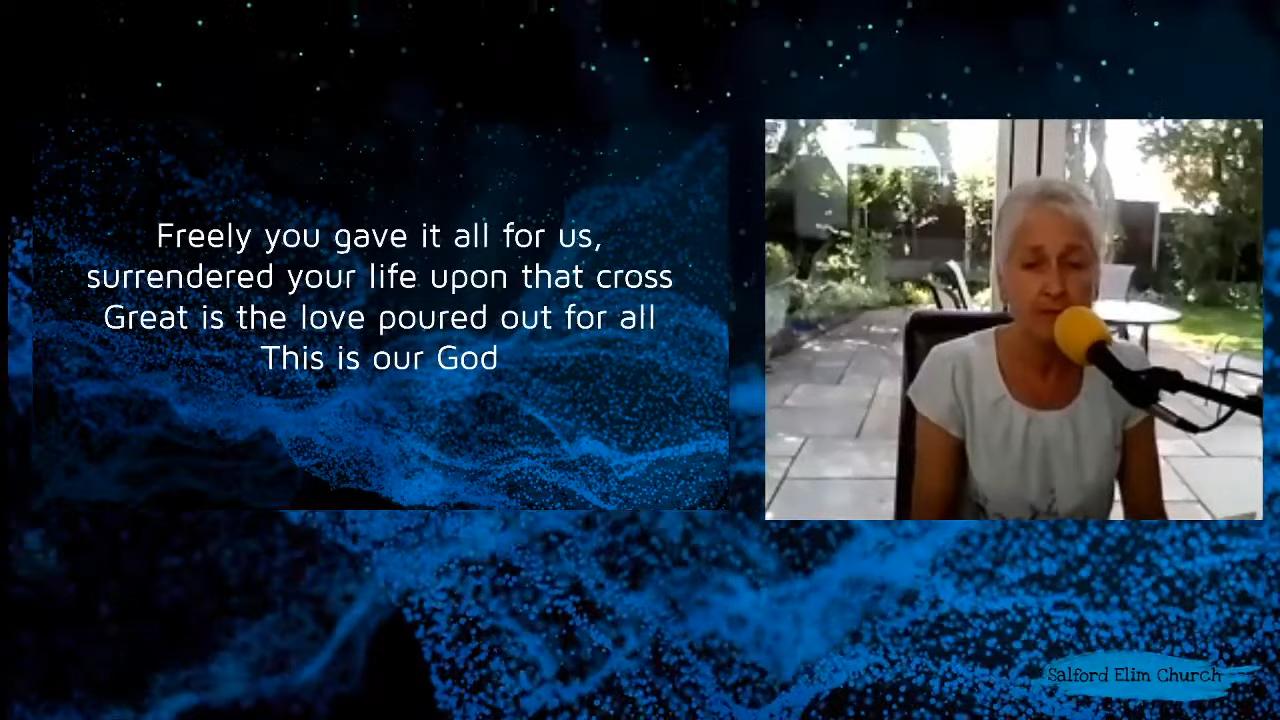 Freely you gave it all for us,
surrendered your life upon that cross
Great is the love poured out for all
This is our God
Salford Elim Church